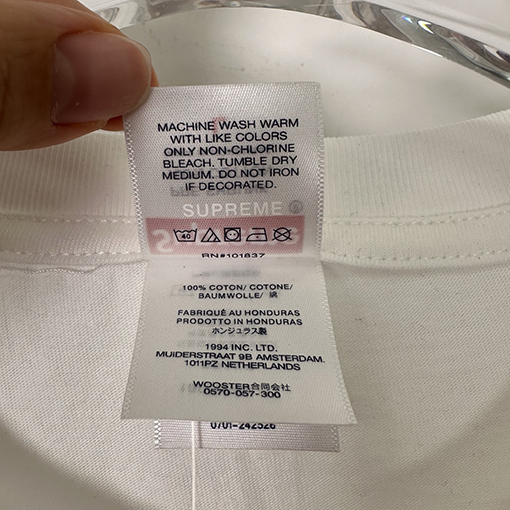 MACHINE WASH WARM
WITH LIKE COLORS
ONLY NON-CHLORINE
BLEACH. TUMBLE DRY
MEDIUM. DO NOT IRON
IF DECORATED.
SUPREME ®
40
RN#101837
100% COTON/ COTONE/
BAUMWOLLE/ 綿
FABRIQUÉ AU HONDURAS
PRODOTTO IN HONDURAS
ホンジュラス製
1994 INC. LTD.
MUIDERSTRAAT 9B AMSTERDAM.
1011PZ NETHERLANDS
WOOSTER合同会社
0570-057-300
0701-242526